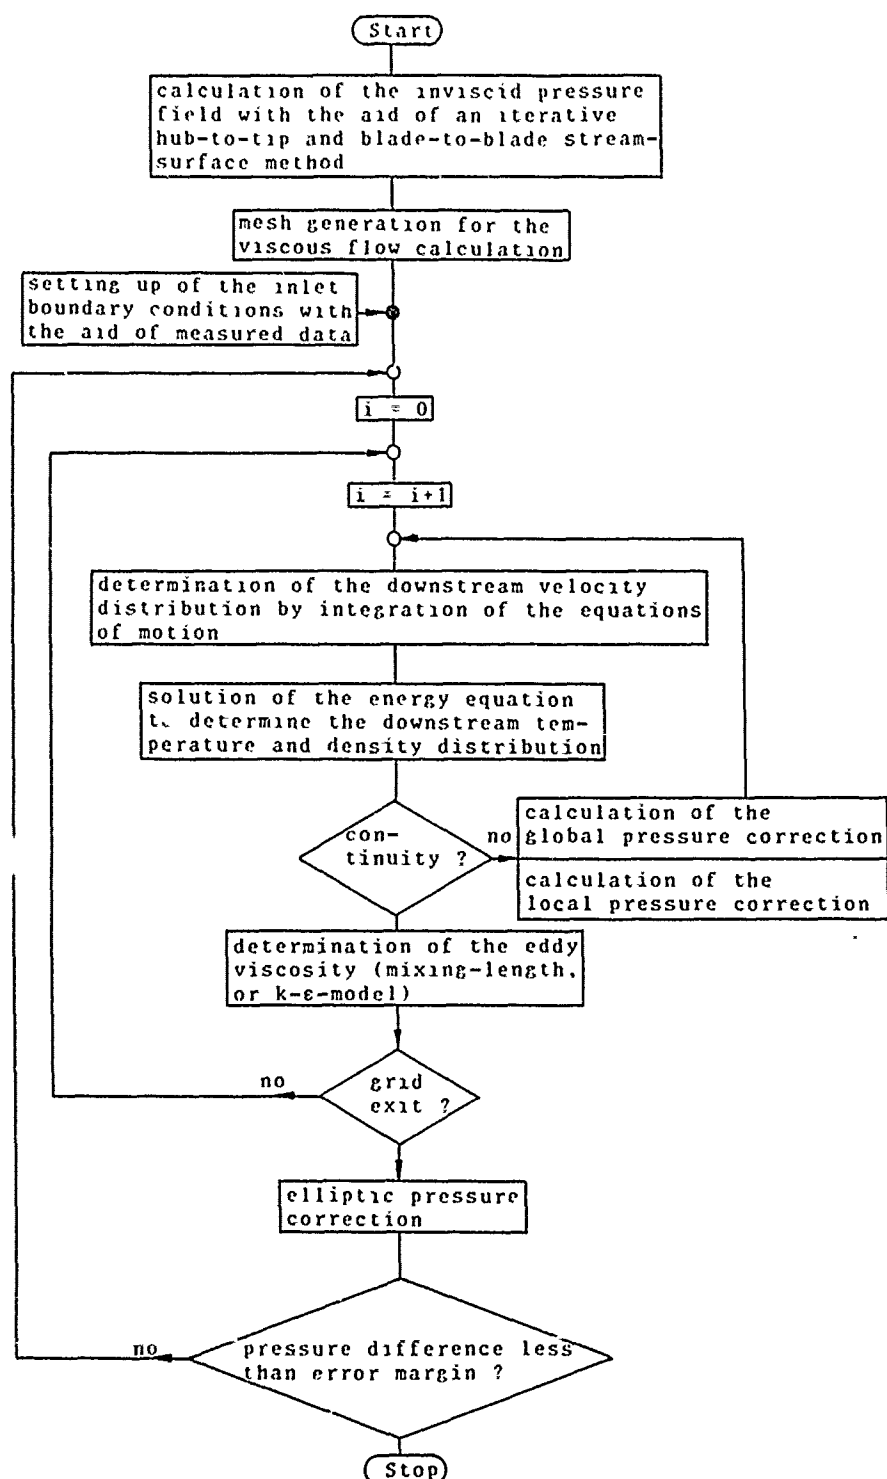 Start
calculation of the inviscid pressure
field with the aid of an iterative
hub-to-tip and blade-to-blade stream-
surface method
mesh generation for the
viscous flow calculation
setting up of the inlet
boundary conditions with
the aid of measured data
i = 0
i = i+1
determination of the downstream velocity
distribution by integration of the equations
of motion
solution of the energy equation
to determine the downstream tem-
perature and density distribution
con-
tinuity ?
no
calculation of the
global pressure correction
calculation of the
local pressure correction
determination of the eddy
viscosity (mixing-length,
or k-ε-model)
no
grid
exit ?
elliptic pressure
correction
no
pressure difference less
than error margin ?
Stop